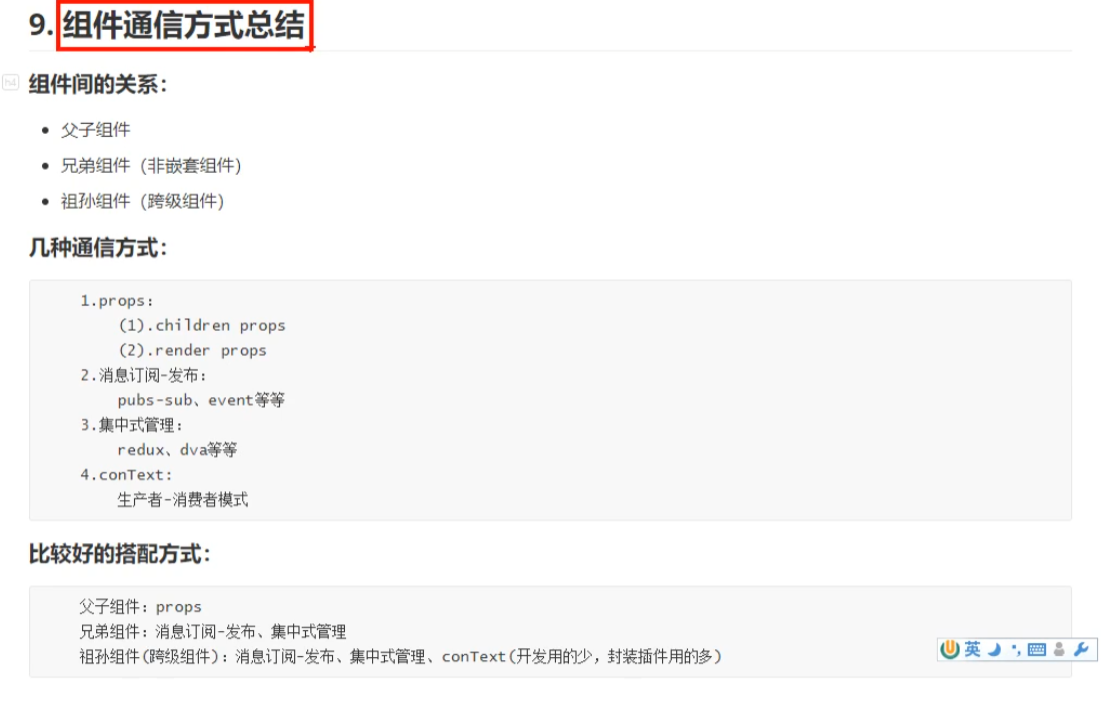 9. 组件通信方式总结
h4
组件间的关系：
父子组件
兄弟组件（非嵌套组件）
祖孙组件（跨级组件）
几种通信方式：
1.props：
(1).children props
(2).render props
2.消息订阅-发布：
pubs-sub、event等等
3.集中式管理：
redux、dva等等
4.conText:
生产者-消费者模式
比较好的搭配方式：
父子组件：props
兄弟组件：消息订阅-发布、集中式管理
祖孙组件(跨级组件)：消息订阅-发布、集中式管理、conText(开发用的少，封装插件用的多)
英